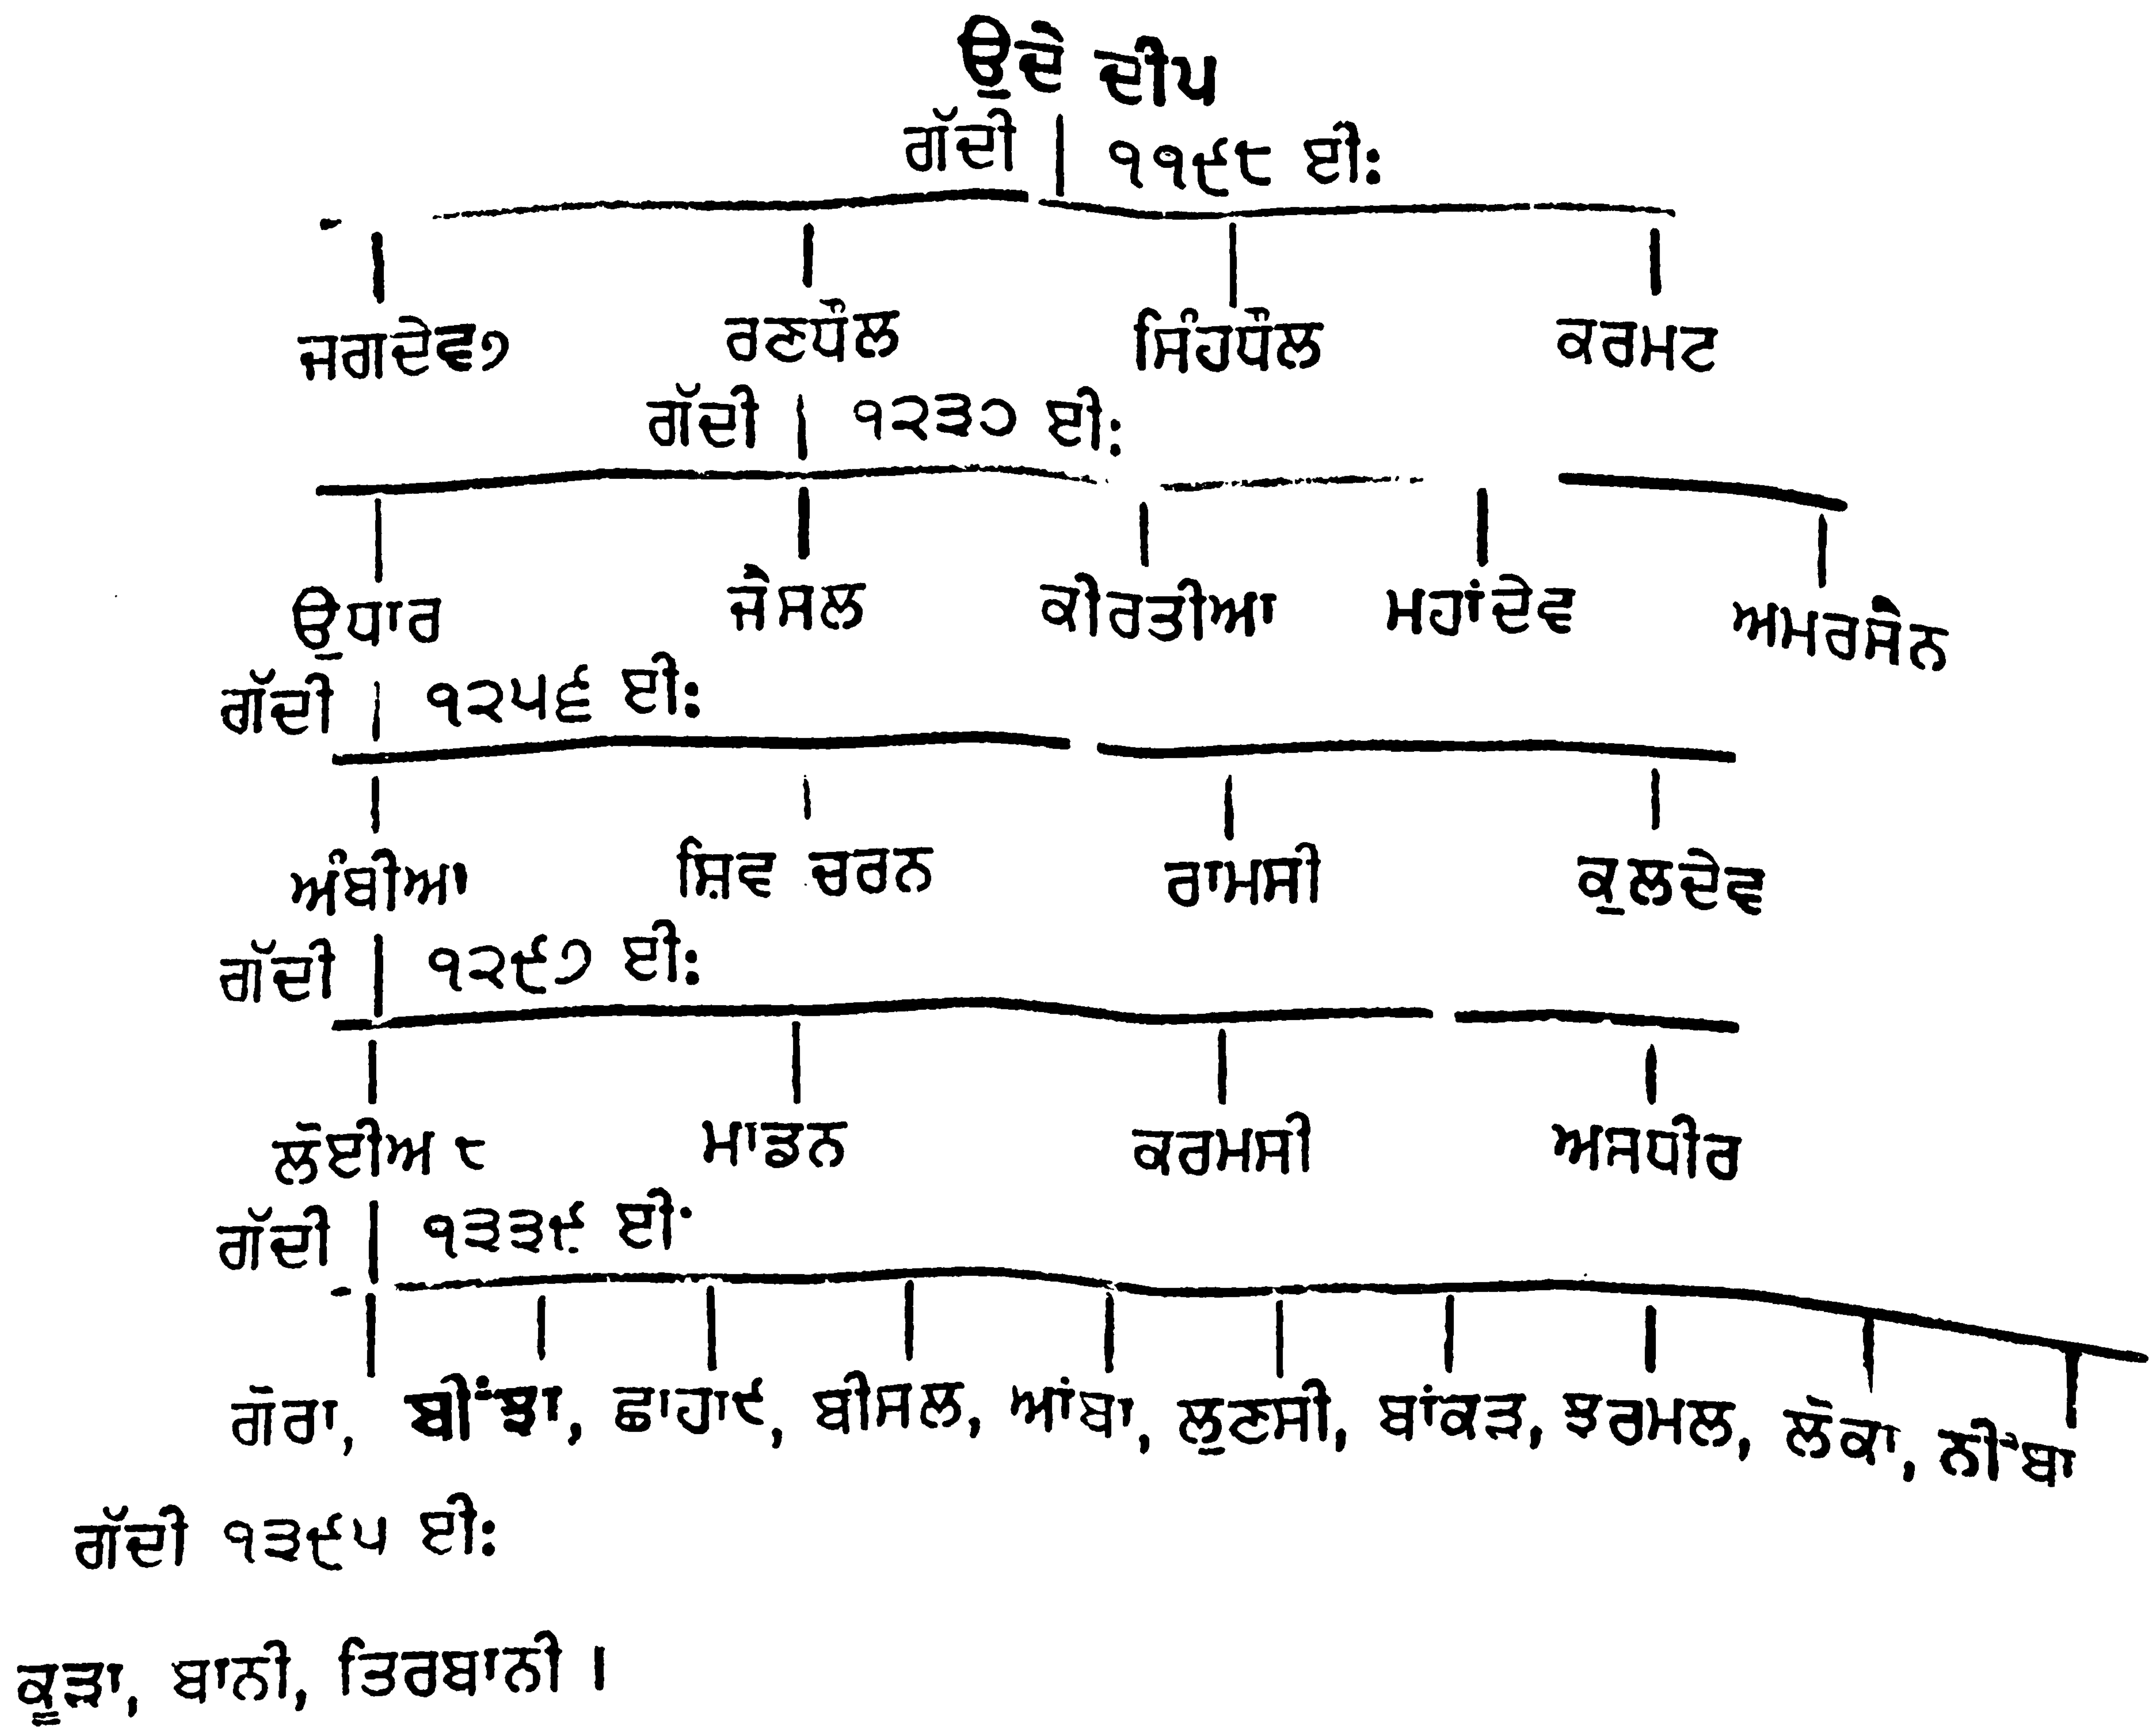 ਉਦੇ ਦੀਪ
ਗੱਦੀ ੧੧੯੮ ਈ:
ਜਗਦੇਵ੭ ਰਣਧੌਲ ਸਿੰਹਧੌਲ ਕਰਮਟ
ਗੱਦੀ ੧੨੩੦ ਈ:
ਉਧਾਰ ਜੈਸਲ ਕੀਰਤੀਆ ਮਹਾਂਦੇਵ ਅਮਰਸੈਨ
ਗੱਦੀ ੧੨੫੬ ਈ:
ਅੰਬੀਆ ਸ਼ਿਵ ਚਰਨ ਰਾਮਸੀ ਕੁਲਦੇਵ
ਗੱਦੀ ੧੨੯੭ ਈ:
ਲੋਈਅ ੮ ਮਾਡਨ ਕਰਮਸੀ ਅਜਧੀਰ
ਗੱਦੀ ੧੩੩੯ ਈ:
ਗੋਰਾ, ਬੀਂਝਾ, ਛਾਹਾ੯, ਬੀਸਲ, ਆਂਬਾ, ਲੂਣਸੀ, ਬਾਂਕੜ, ਝਰਮਲ, ਲੋਕਾ, ਨੀਂਬਾ
ਗੱਦੀ ੧੩੯੫ ਈ:
ਕੂੜਾ, ਬਾਨੀ, ਤਿਰਬਾਨੀ ।